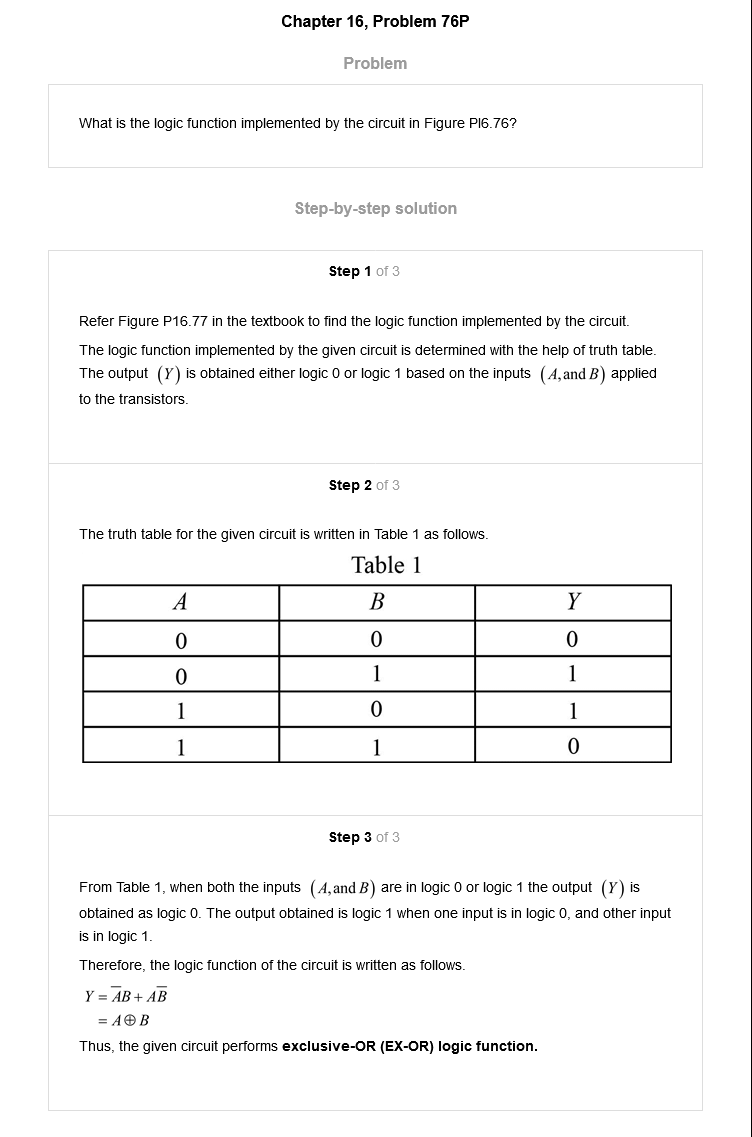 Chapter 16, Problem 76P
Problem
What is the logic function implemented by the circuit in Figure Pl6.76?
Step-by-step solution
Step 1 of 3
Refer Figure P16.77 in the textbook to find the logic function implemented by the circuit.
The logic function implemented by the given circuit is determined with the help of truth table.
The output (Y) is obtained either logic 0 or logic 1 based on the inputs (A,and B) applied
to the transistors.
Step 2 of 3
The truth table for the given circuit is written in Table 1 as follows.
Table 1
A B Y
0 0 0
0 1 1
1 0 1
1 1 0
Step 3 of 3
From Table 1, when both the inputs (A,and B) are in logic 0 or logic 1 the output (Y) is
obtained as logic 0. The output obtained is logic 1 when one input is in logic 0, and other input
is in logic 1.
Therefore, the logic function of the circuit is written as follows.
Y = A̅B + AB̅
= A⊕B
Thus, the given circuit performs exclusive-OR (EX-OR) logic function.